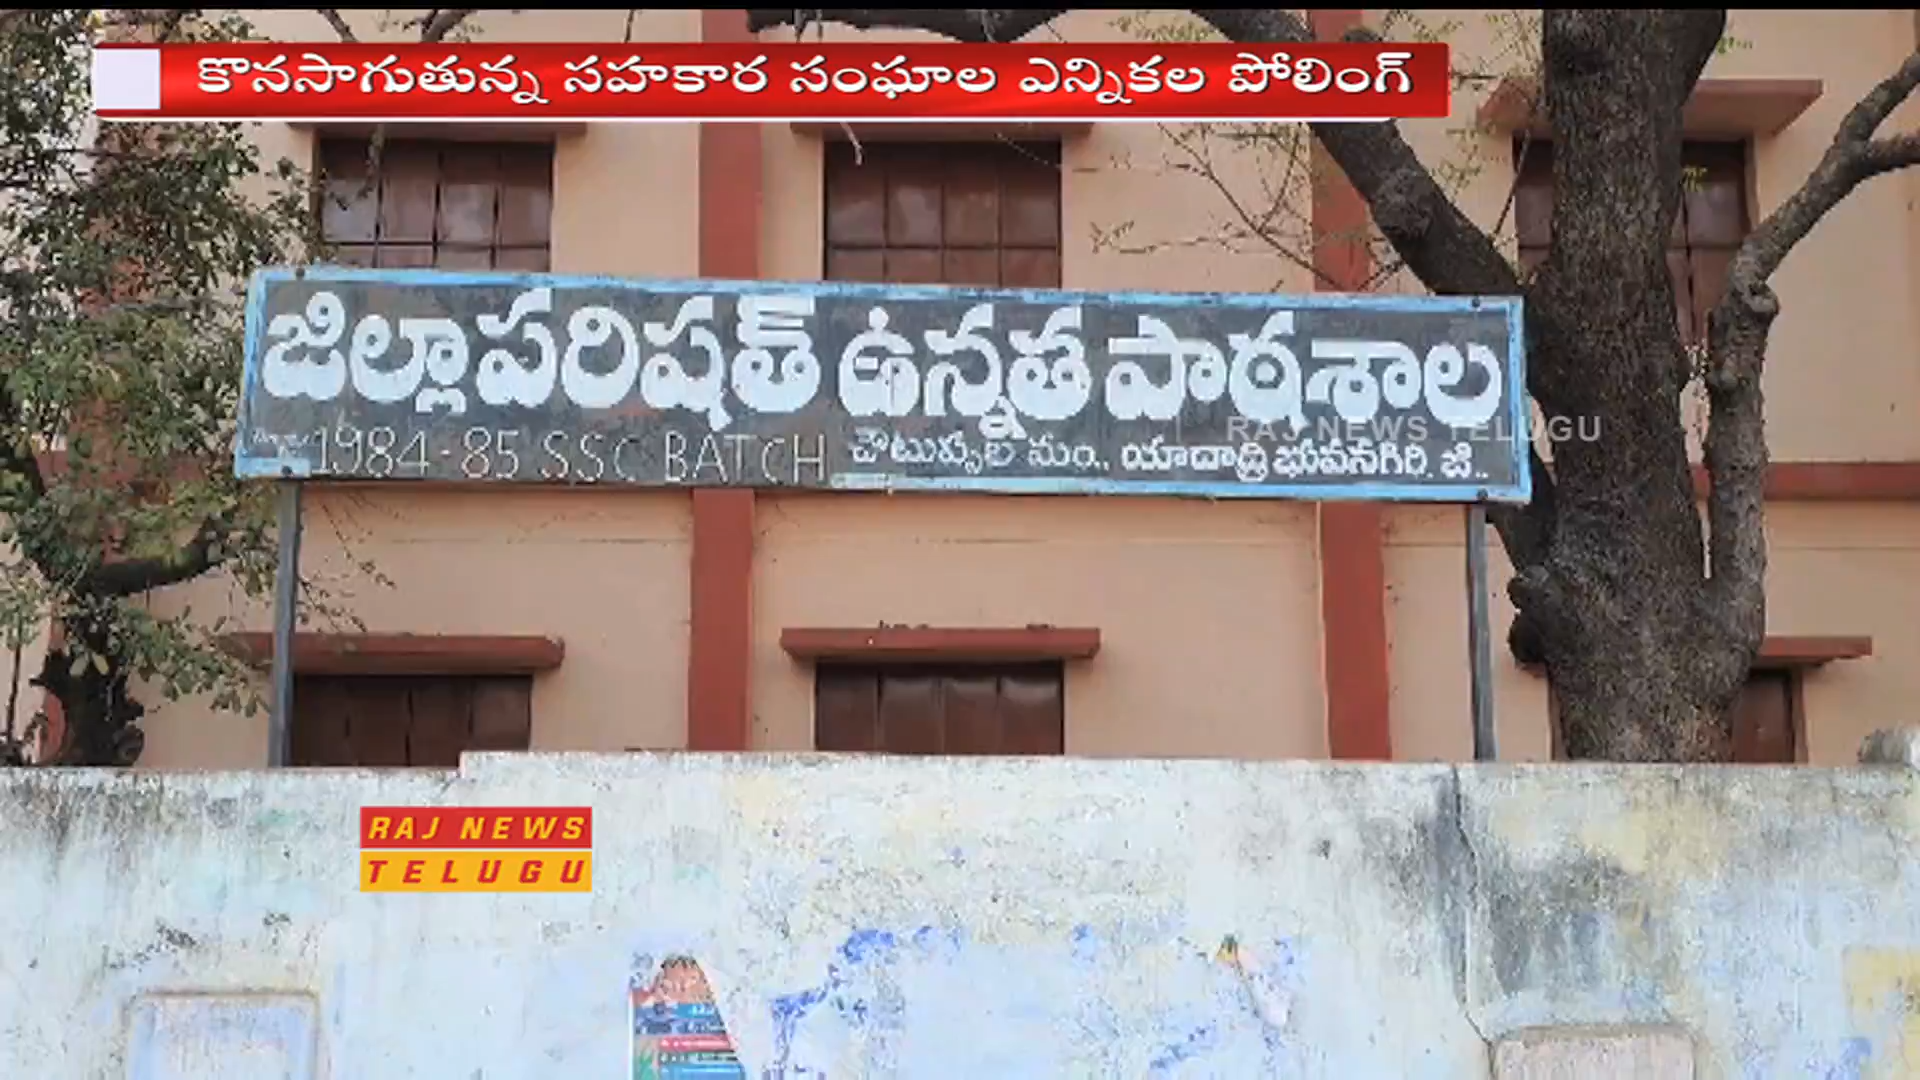 కొనసాగుతున్న సహకార సంఘాల ఎన్నికల పోలింగ్
జిల్లా పరిషత్ ఉన్నత పాఠశాల
1984-85 SSC BATCH చౌటుప్పల మం., యాదాద్రి భువనగిరి. జి..
RAJ NEWS TELUGU
RAJ NEWS
TELUGU